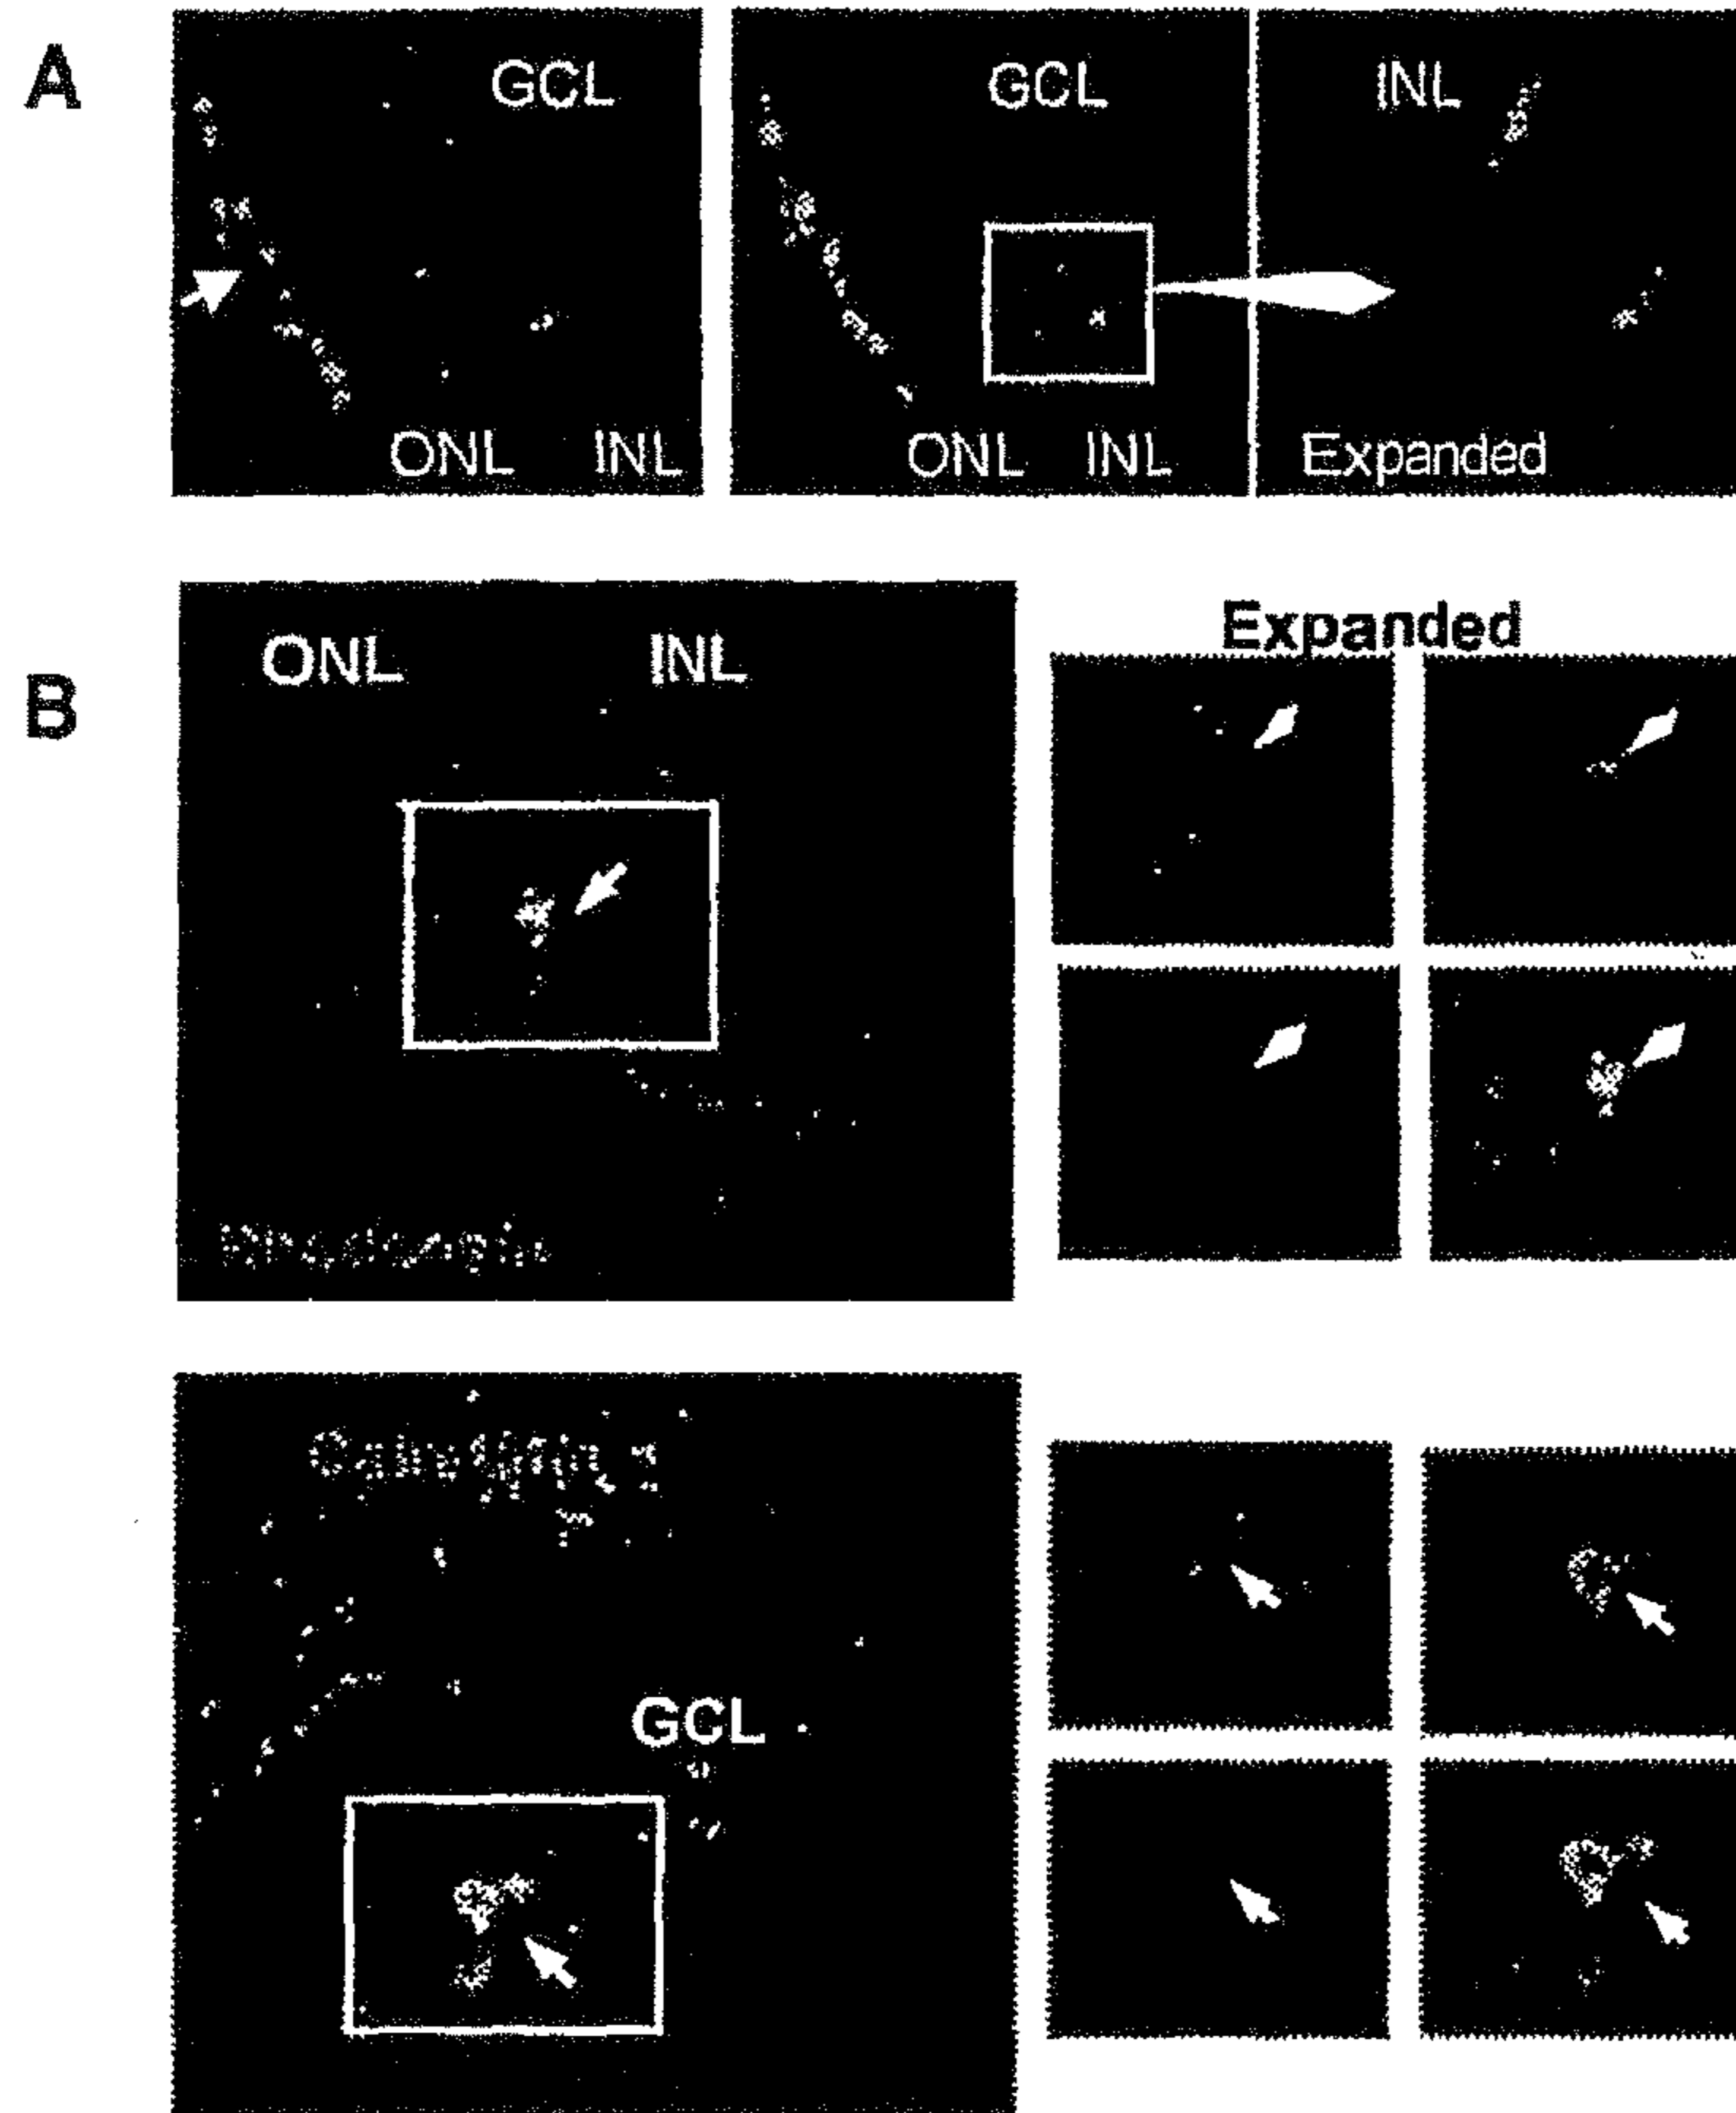 A
GCL GCL INL
ONL INL ONL INL Expanded
B
ONL INL Expanded
GCL